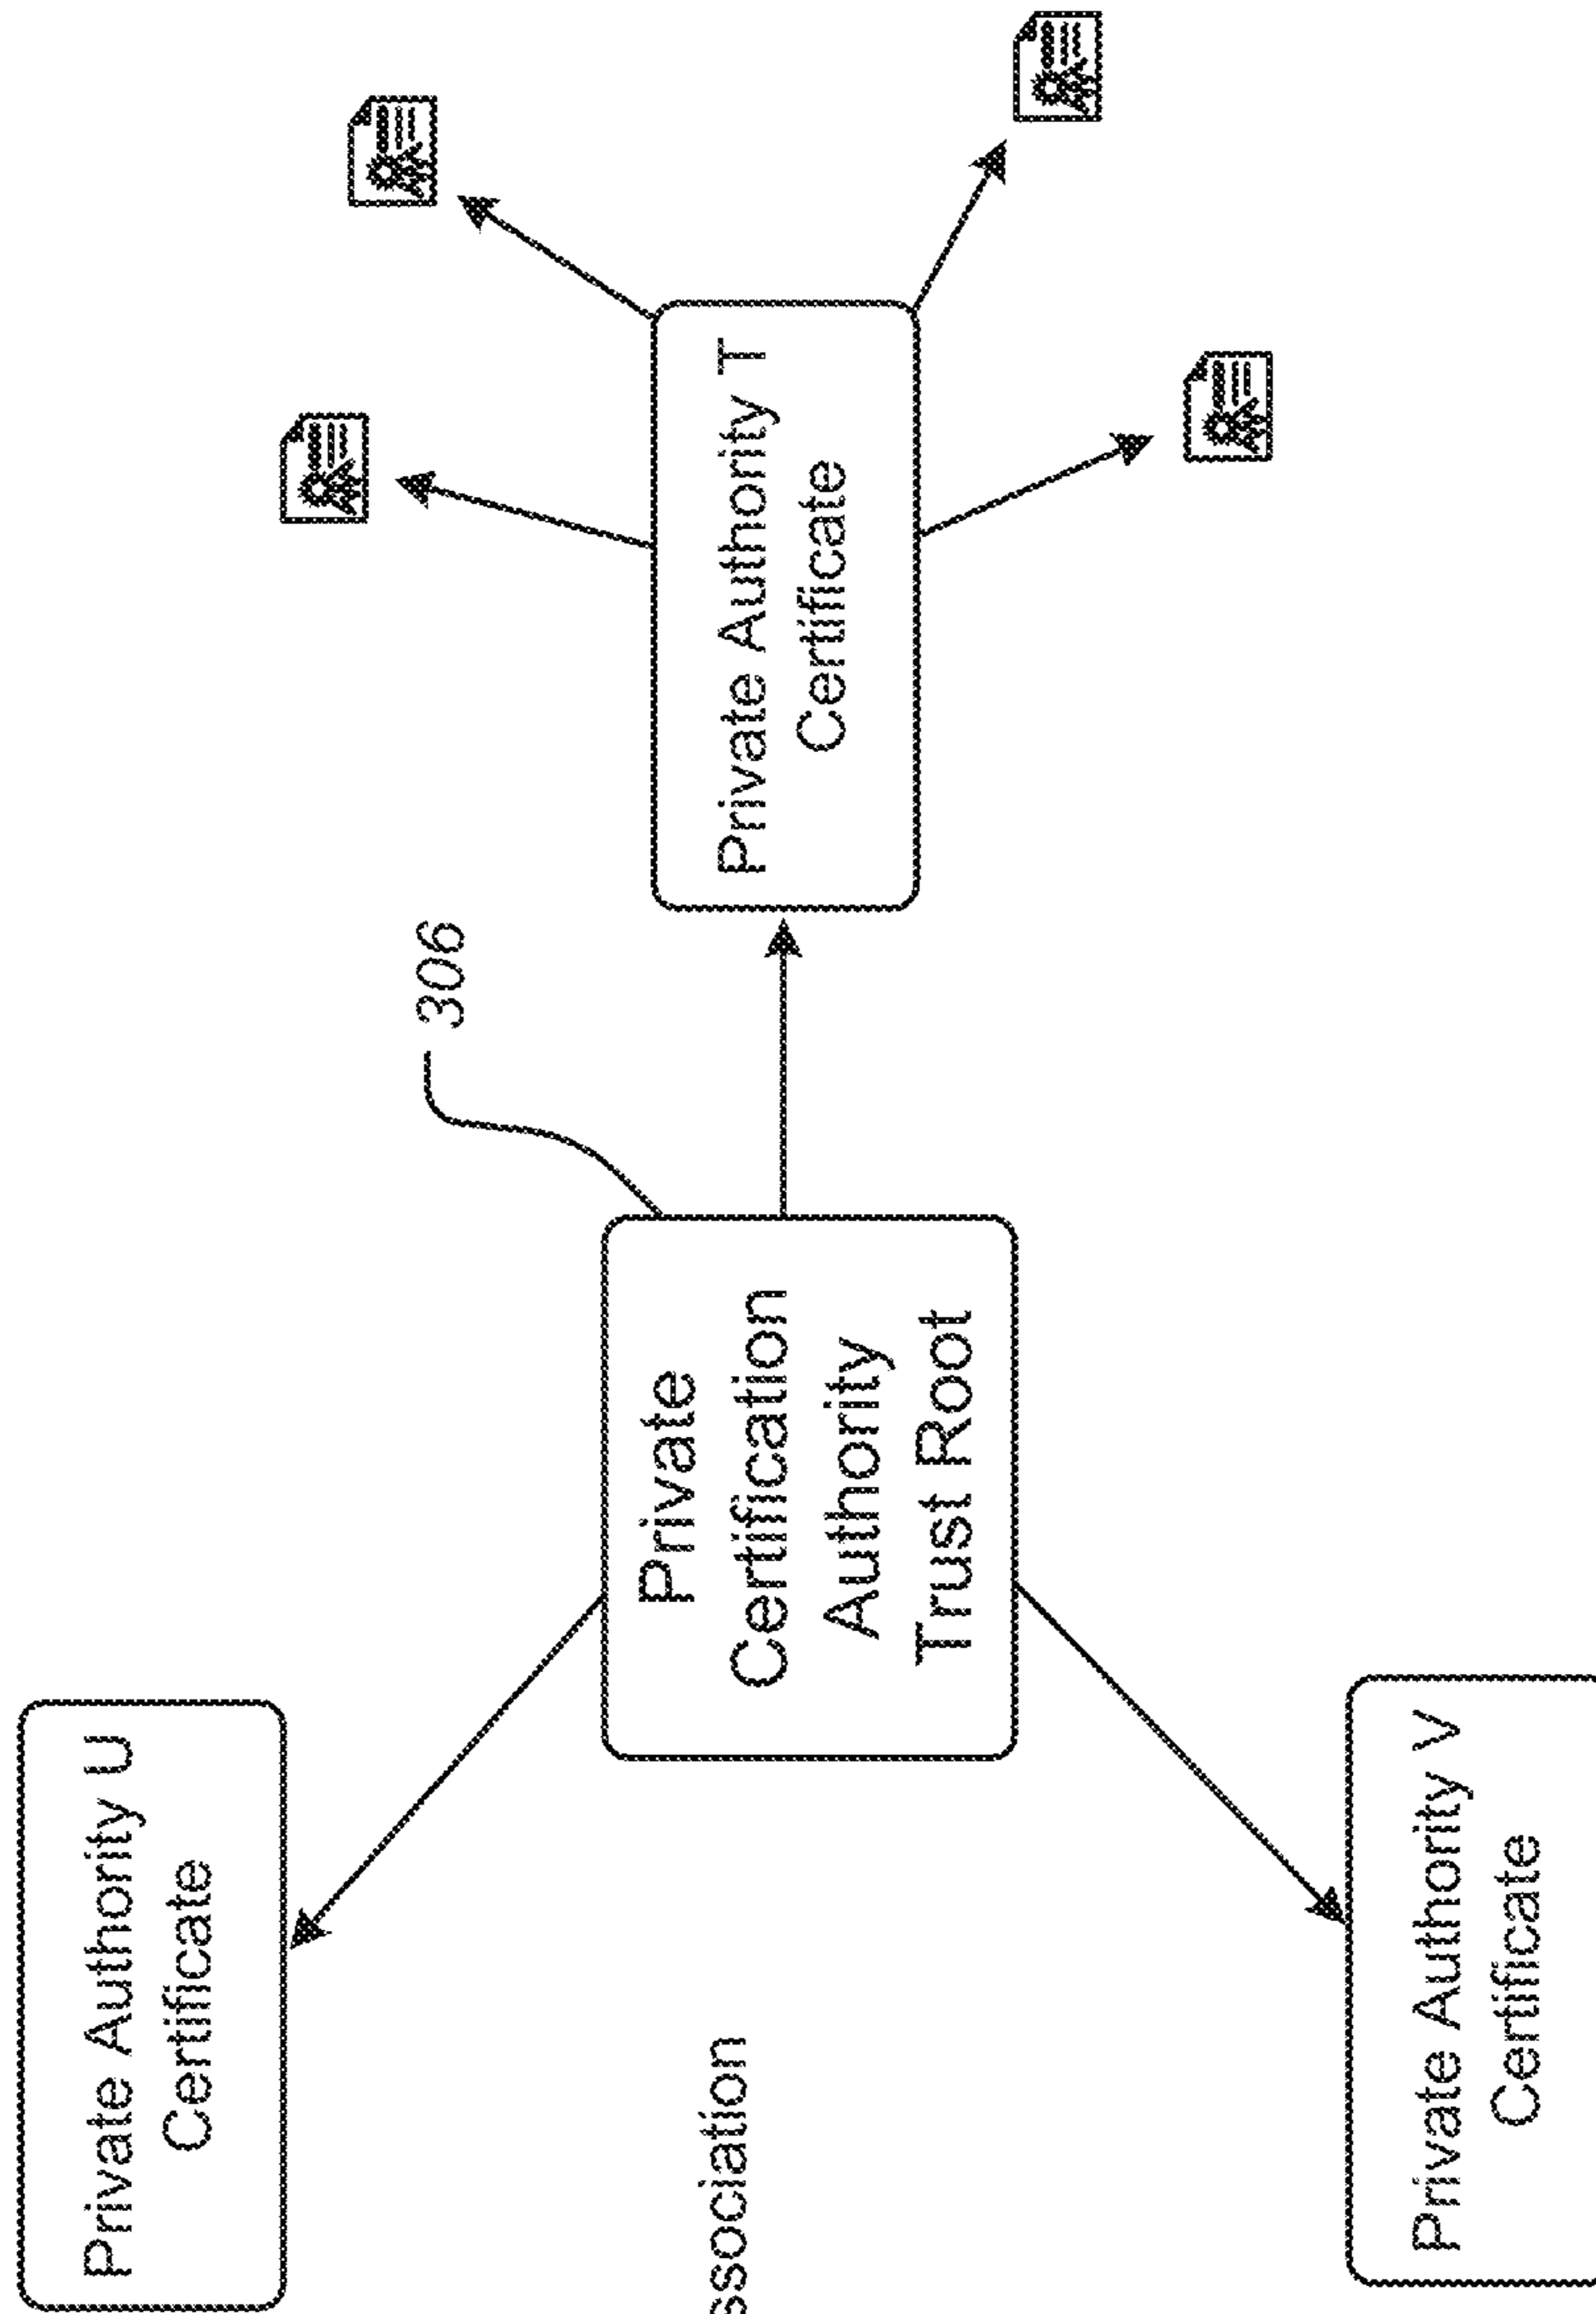 Private Authority U
Certificate
306
Private
Certification
Authority
Trust Root
Private Authority T
Certificate
ssociation
Private Authority V
Certificate